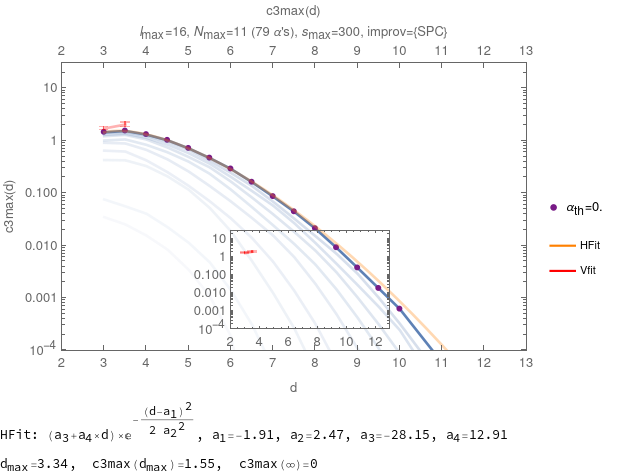 c3max(d)
lmax=16, Nmax=11 (79 α's), smax=300, improv={SPC}
2 3 4 5 6 7 8 9 10 11 12 13
10
1
0.100
0.010
0.001
10⁻⁴
c3max(d)
10
1
0.100
0.010
0.001
10⁻⁴
2 4 6 8 10 12
2 3 4 5 6 7 8 9 10 11 12 13
d
αth=0.
HFit
Vfit
HFit: (a₃+a₄×d)×e^(-(d-a₁)²/(2 a₂²)), a₁=-1.91, a₂=2.47, a₃=-28.15, a₄=12.91
dmax=3.34, c3max(dmax)=1.55, c3max(∞)=0